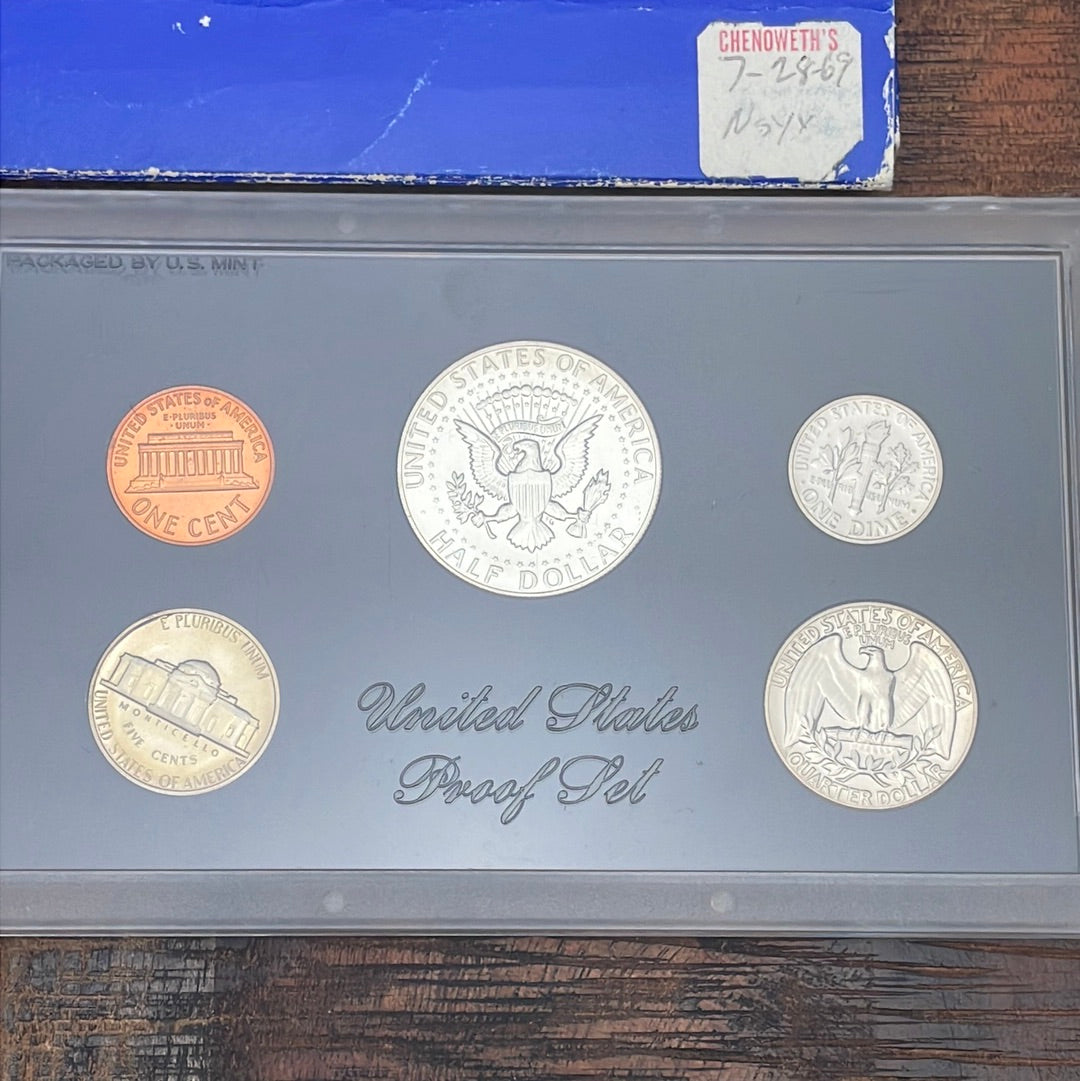 CHENOWETH'S
7-28-69
PACKAGED BY U.S. MINT
UNITED STATES OF AMERICA
E·PLURIBUS
·UNUM·
ONE CENT
UNITED STATES OF AMERICA
E PLURIBUS UNUM
HALF DOLLAR
UNITED STATES OF AMERICA
E PLURIBUS UNUM
ONE DIME
E PLURIBUS UNUM
MONTICELLO
FIVE CENTS
UNITED STATES OF AMERICA
United States
Proof Set
UNITED STATES OF AMERICA
E PLURIBUS
UNUM
QUARTER DOLLAR